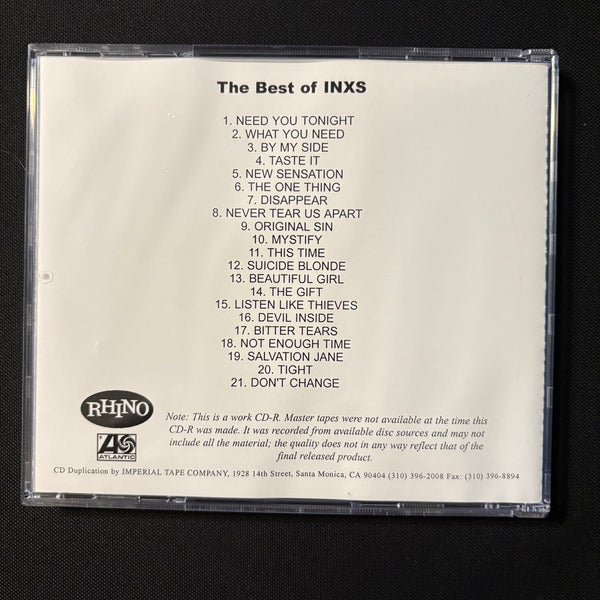 The Best of INXS
1. NEED YOU TONIGHT
2. WHAT YOU NEED
3. BY MY SIDE
4. TASTE IT
5. NEW SENSATION
6. THE ONE THING
7. DISAPPEAR
8. NEVER TEAR US APART
9. ORIGINAL SIN
10. MYSTIFY
11. THIS TIME
12. SUICIDE BLONDE
13. BEAUTIFUL GIRL
14. THE GIFT
15. LISTEN LIKE THIEVES
16. DEVIL INSIDE
17. BITTER TEARS
18. NOT ENOUGH TIME
19. SALVATION JANE
20. TIGHT
21. DON'T CHANGE
RHINO
ATLANTIC
Note: This is a work CD-R. Master tapes were not available at the time this
CD-R was made. It was recorded from available disc sources and may not
include all the material; the quality does not in any way reflect that of the
final released product.
CD Duplication by IMPERIAL TAPE COMPANY, 1928 14th Street, Santa Monica, CA 90404 (310) 396-2008 Fax: (310) 396-8894